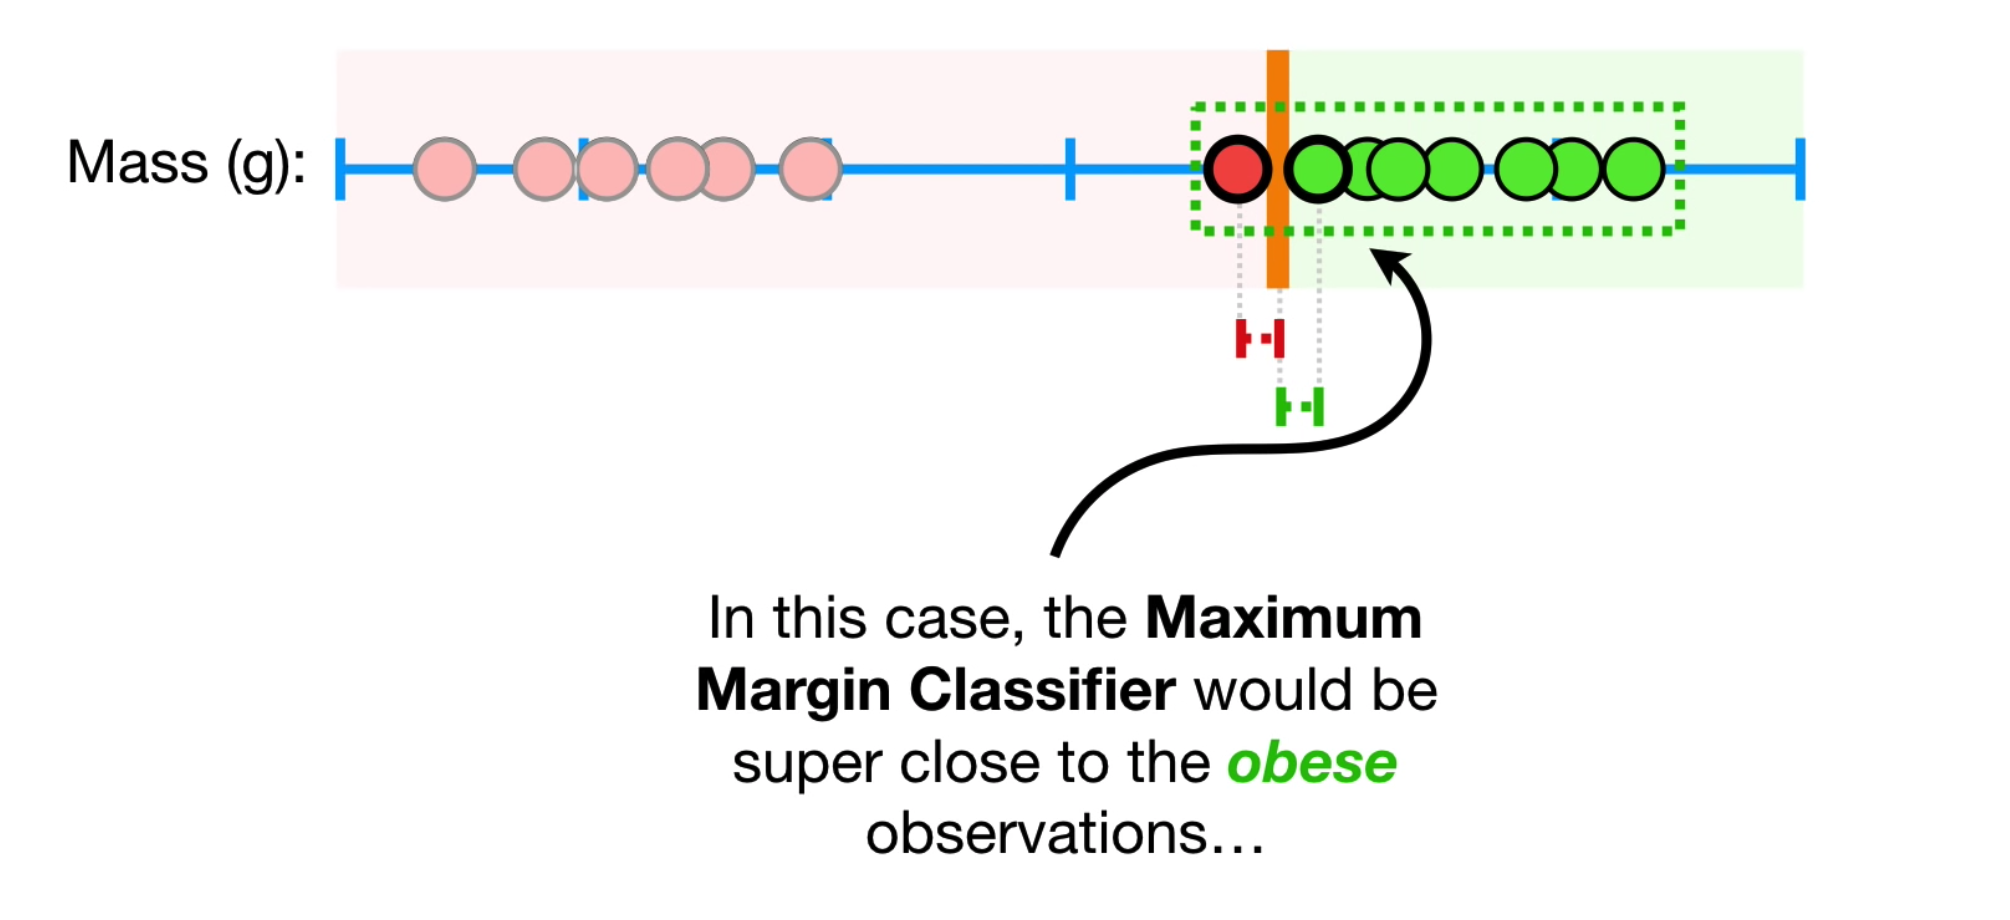 Mass (g):
In this case, the Maximum
Margin Classifier would be
super close to the obese
observations…